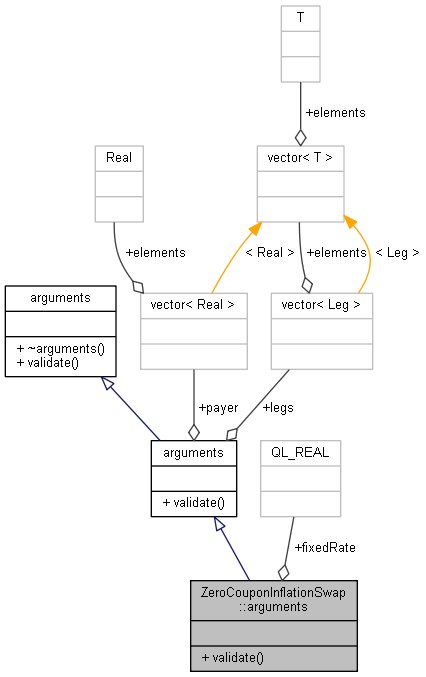 T
+elements
Real
vector< T >
+elements
< Real >
+elements
< Leg >
arguments
+ ~arguments()
+ validate()
vector< Real >
vector< Leg >
+payer
+legs
arguments
+ validate()
QL_REAL
+fixedRate
ZeroCouponInflationSwap
::arguments
+ validate()